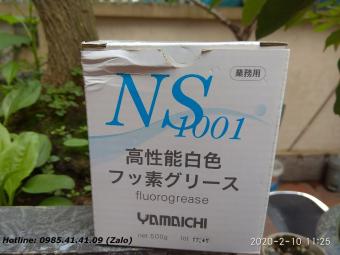 NS1001
業務用
高性能白色
フッ素グリース
fluorogrease
YAMAICHI
net.500g lot
Hotline: 0985.41.41.09 (Zalo)
2020-2-10 11:25